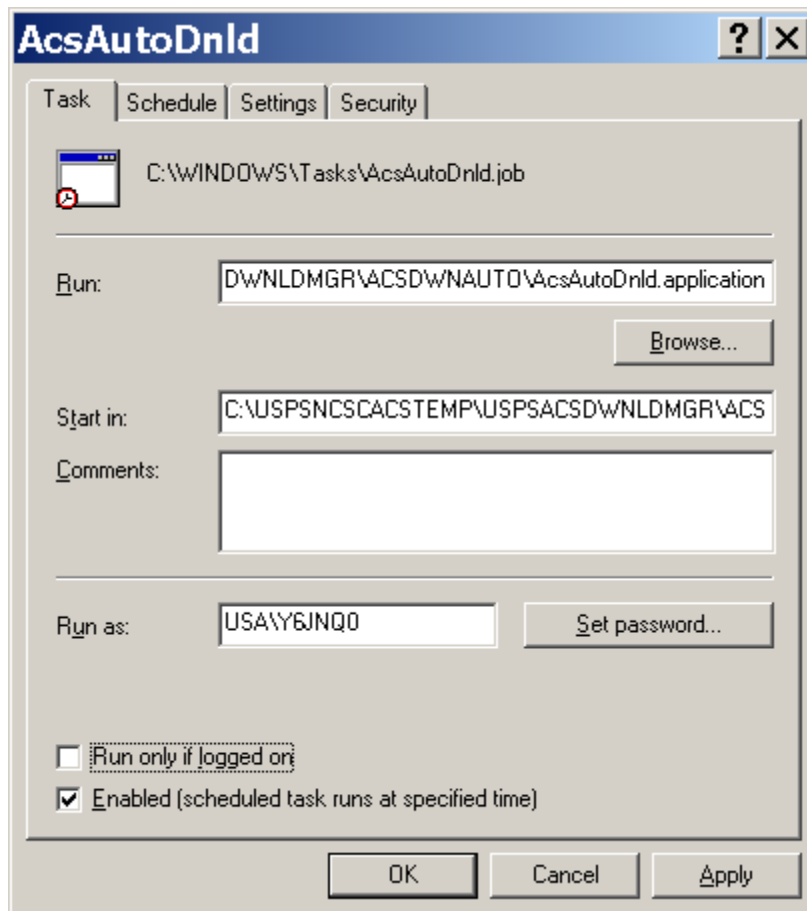 AcsAutoDnld
Task Schedule Settings Security
C:\WINDOWS\Tasks\AcsAutoDnld.job
Run: DWNLDMGR\ACSDWNAUTO\AcsAutoDnld.application
Browse...
Start in: C:\USPSNCSCACSTEMP\USPSACSDWNLDMGR\ACS
Comments:
Run as: USA\Y6JNQ0 Set password...
Run only if logged on
Enabled (scheduled task runs at specified time)
OK Cancel Apply